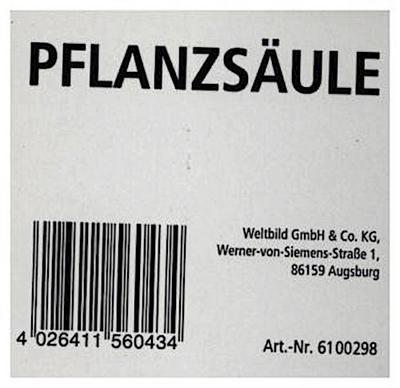 PFLANZSÄULE
Weltbild GmbH & Co. KG,
Werner-von-Siemens-Straße 1,
86159 Augsburg
4 026411 560434
Art.-Nr. 6100298